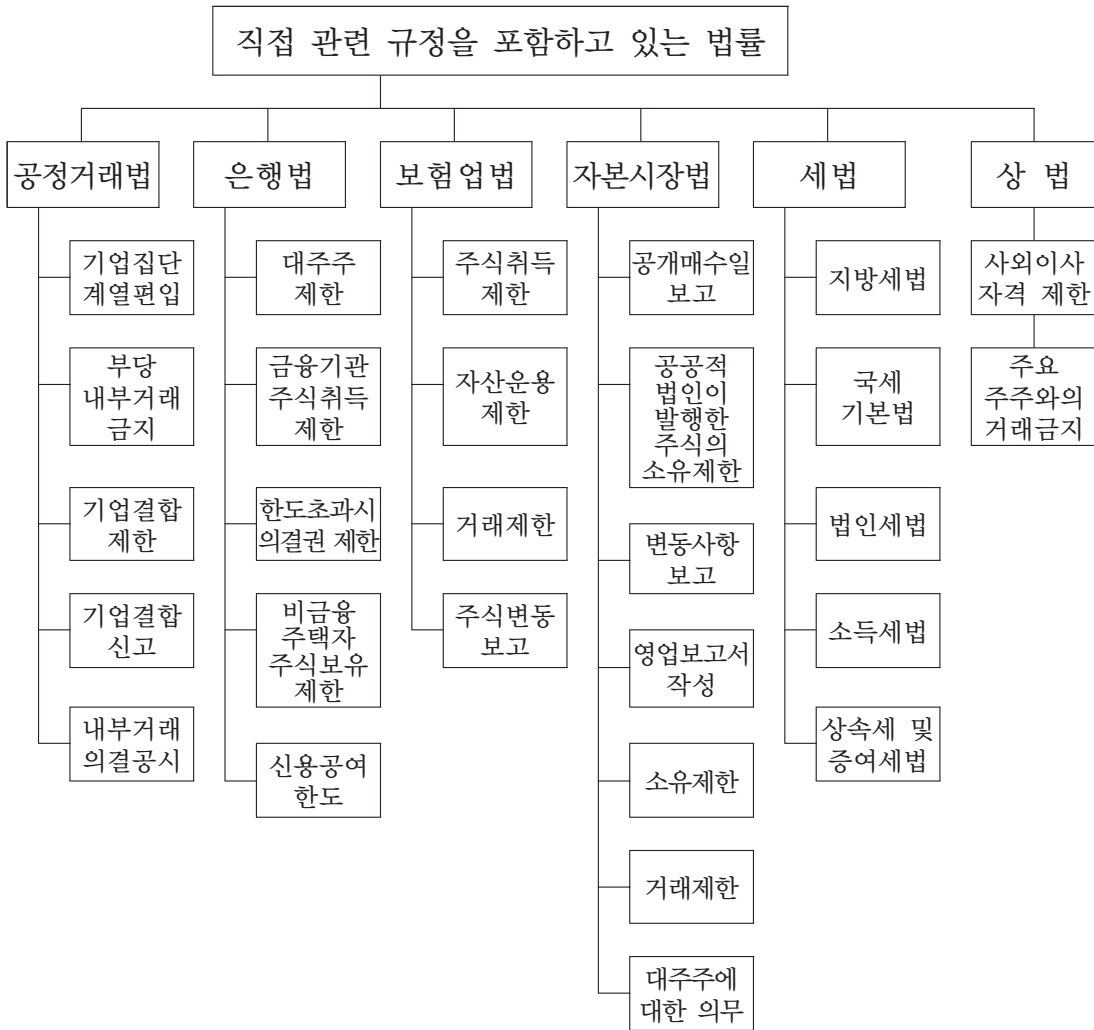 직접 관련 규정을 포함하고 있는 법률
공정거래법
은행법
보험업법
자본시장법
세법
상 법
기업집단
계열편입
부당
내부거래
금지
기업결합
제한
기업결합
신고
내부거래
의결공시
대주주
제한
금융기관
주식취득
제한
한도초과시
의결권 제한
비금융
주택자
주식보유
제한
신용공여
한도
주식취득
제한
자산운용
제한
거래제한
주식변동
보고
공개매수일
보고
공공적
법인이
발행한
주식의
소유제한
변동사항
보고
영업보고서
작성
소유제한
거래제한
대주주에
대한 의무
지방세법
국세
기본법
법인세법
소득세법
상속세 및
증여세법
사외이사
자격 제한
주요
주주와의
거래금지